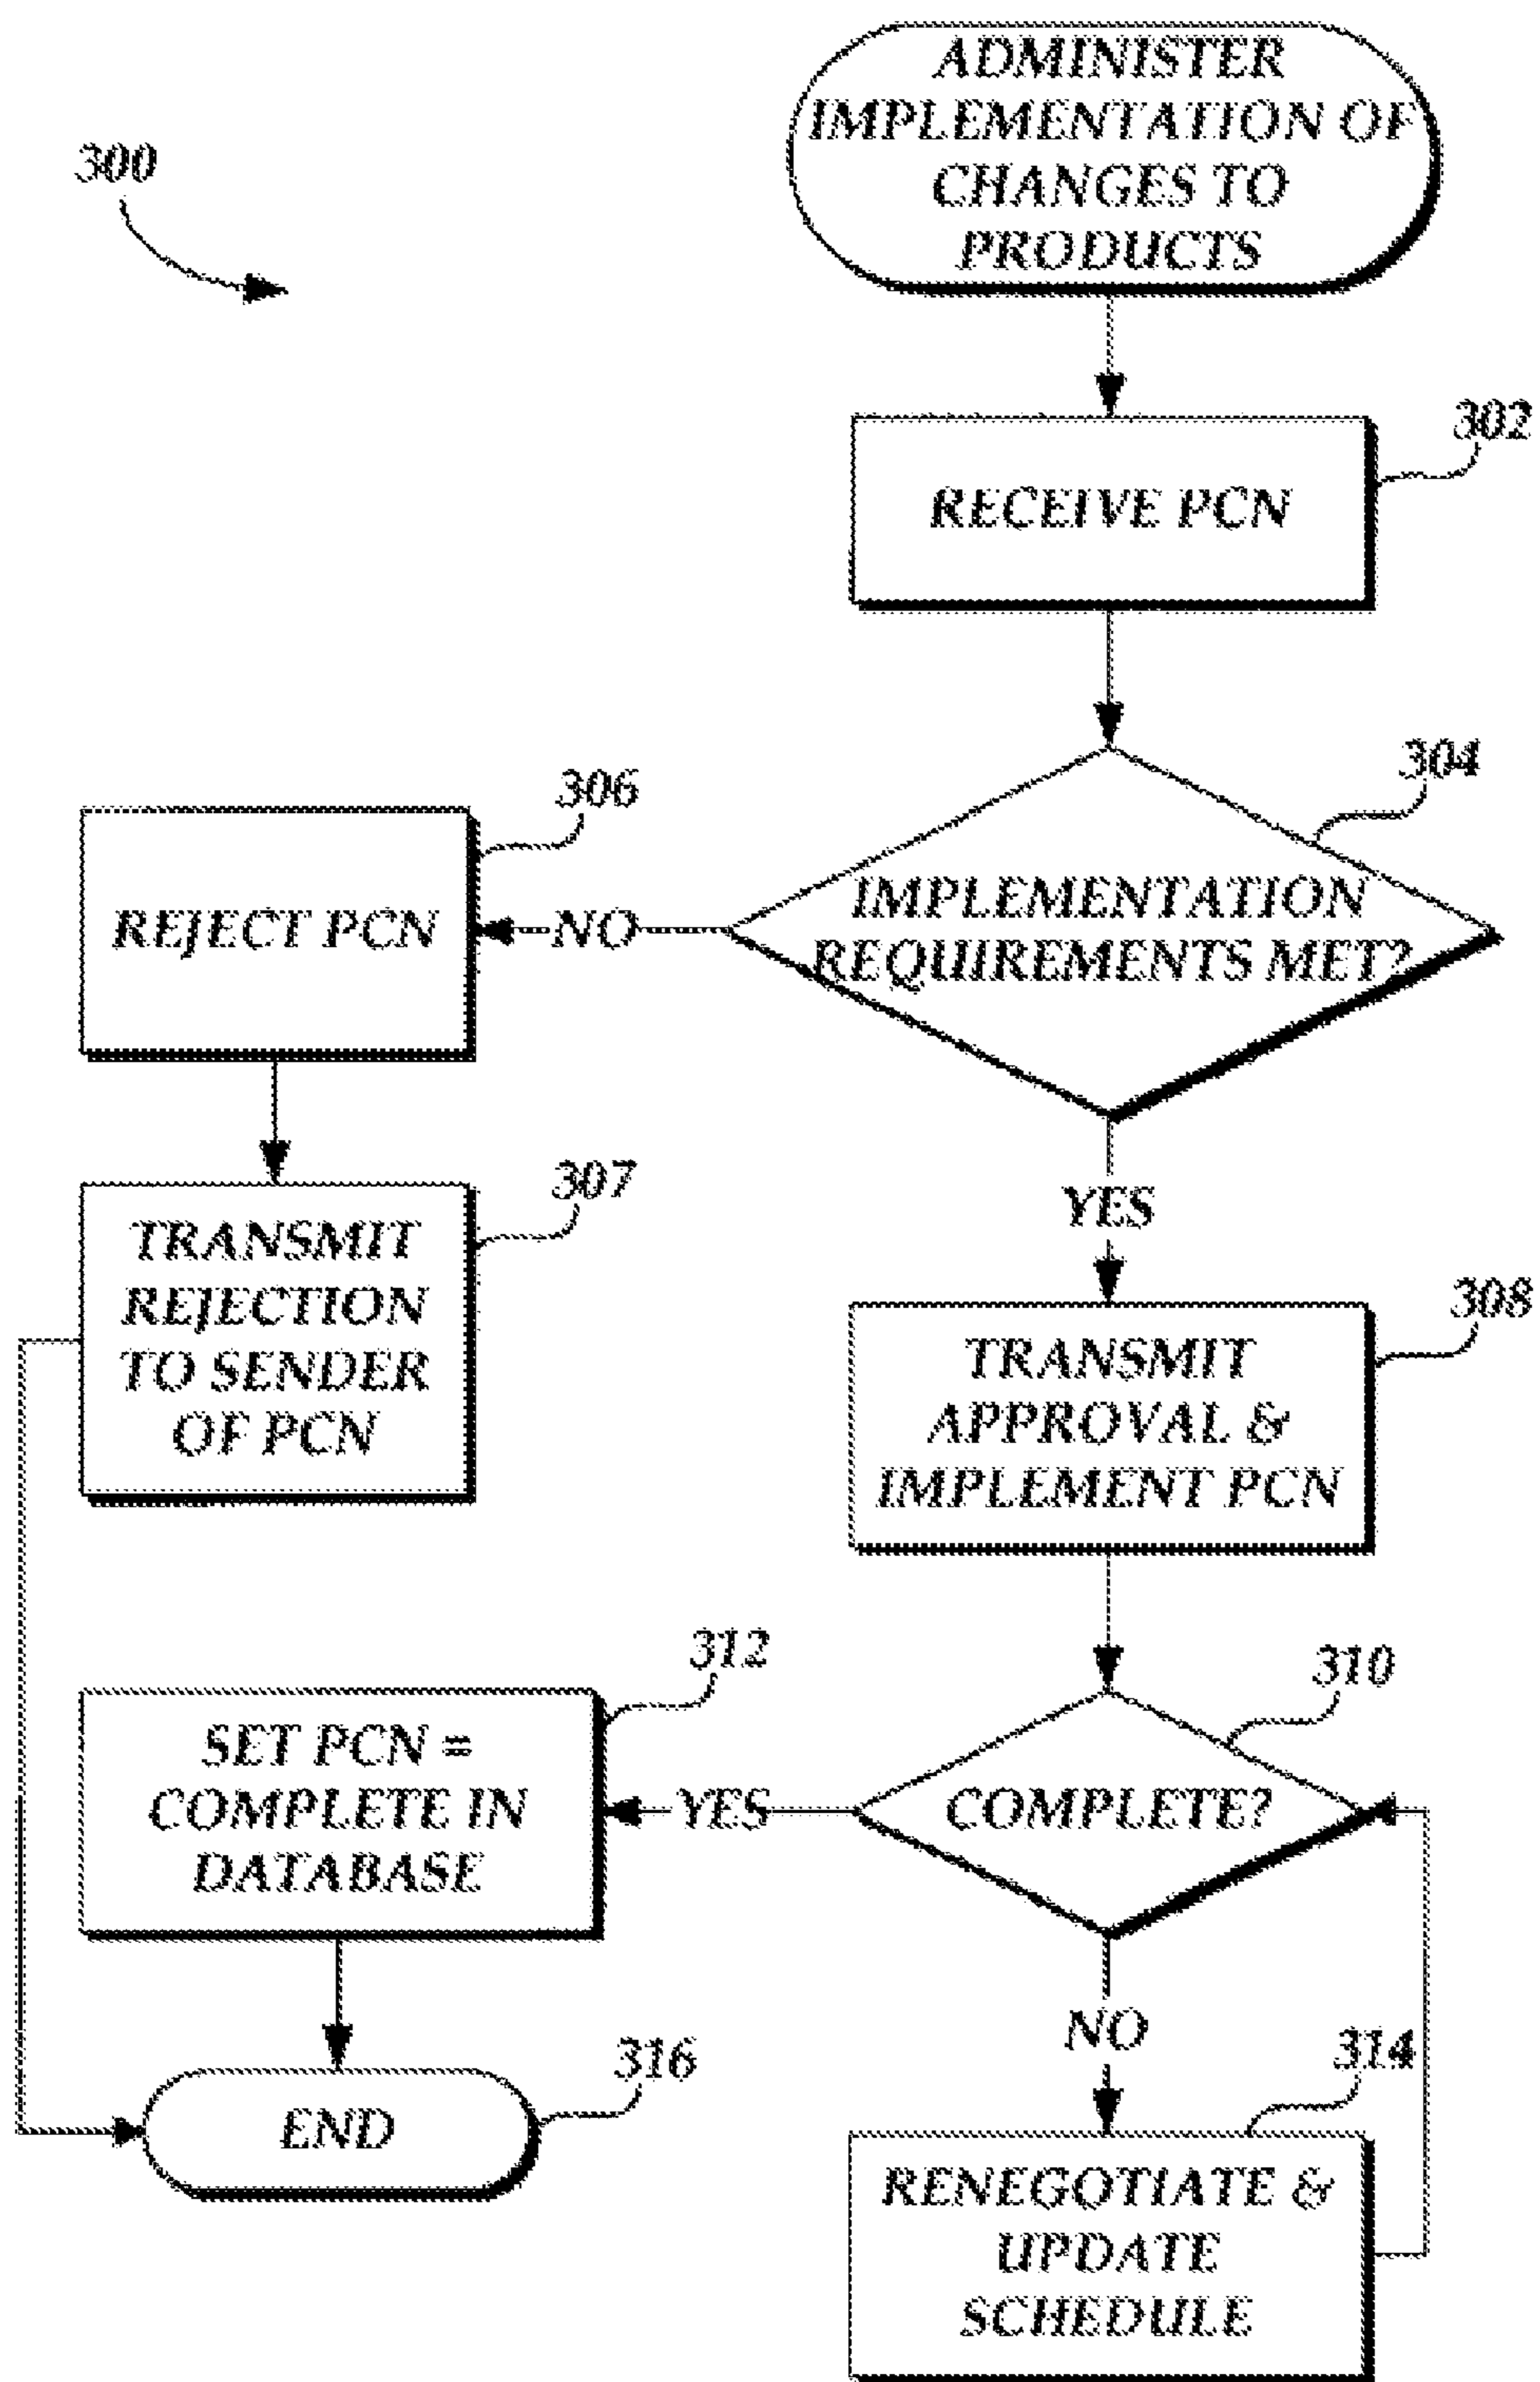 ADMINISTER
IMPLEMENTATION OF
CHANGES TO
PRODUCTS
300
302
RECEIVE PCN
304
IMPLEMENTATION
REQUIREMENTS MET?
306
REJECT PCN
NO
307
TRANSMIT
REJECTION
TO SENDER
OF PCN
YES
308
TRANSMIT
APPROVAL &
IMPLEMENT PCN
310
COMPLETE?
312
SET PCN =
COMPLETE IN
DATABASE
YES
NO
314
RENEGOTIATE &
UPDATE
SCHEDULE
316
END